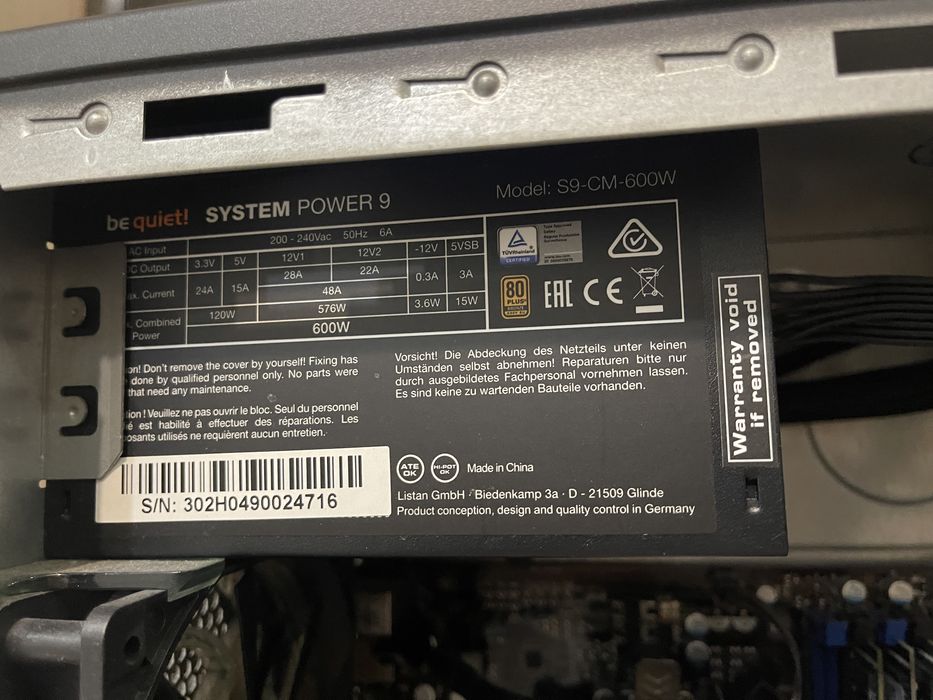 be quiet! SYSTEM POWER 9 Model: S9-CM-600W
AC Input 200 - 240Vac 50Hz 6A
DC Output 3.3V 5V 12V1 12V2 -12V 5VSB
Current 24A 15A 28A 22A 0.3A 3A
48A
Combined Power 120W 576W 3.6W 15W
600W
TÜVRheinland
CERTIFIED
80
PLUS
EAC CE
Don't remove the cover by yourself! Fixing has
done by qualified personnel only. No parts were
that need any maintenance.
Veuillez ne pas ouvrir le bloc. Seul du personnel
est habilité à effectuer des réparations. Les
utilisés ne requièrent aucun entretien.
Vorsicht! Die Abdeckung des Netzteils unter keinen
Umständen selbst abnehmen! Reparaturen bitte nur
durch ausgebildetes Fachpersonal vornehmen lassen.
Es sind keine zu wartenden Bauteile vorhanden.
S/N: 302H0490024716
ATE
OK
HI-POT
OK
Made in China
Listan GmbH · Biedenkamp 3a · D - 21509 Glinde
Product conception, design and quality control in Germany
Warranty void
if removed